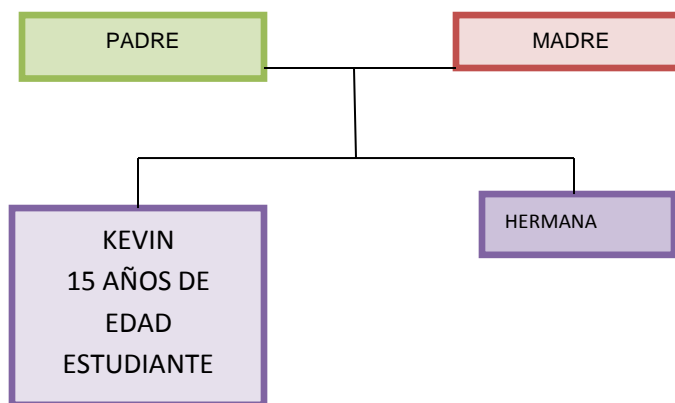 PADRE
MADRE
KEVIN
15 AÑOS DE
EDAD
ESTUDIANTE
HERMANA